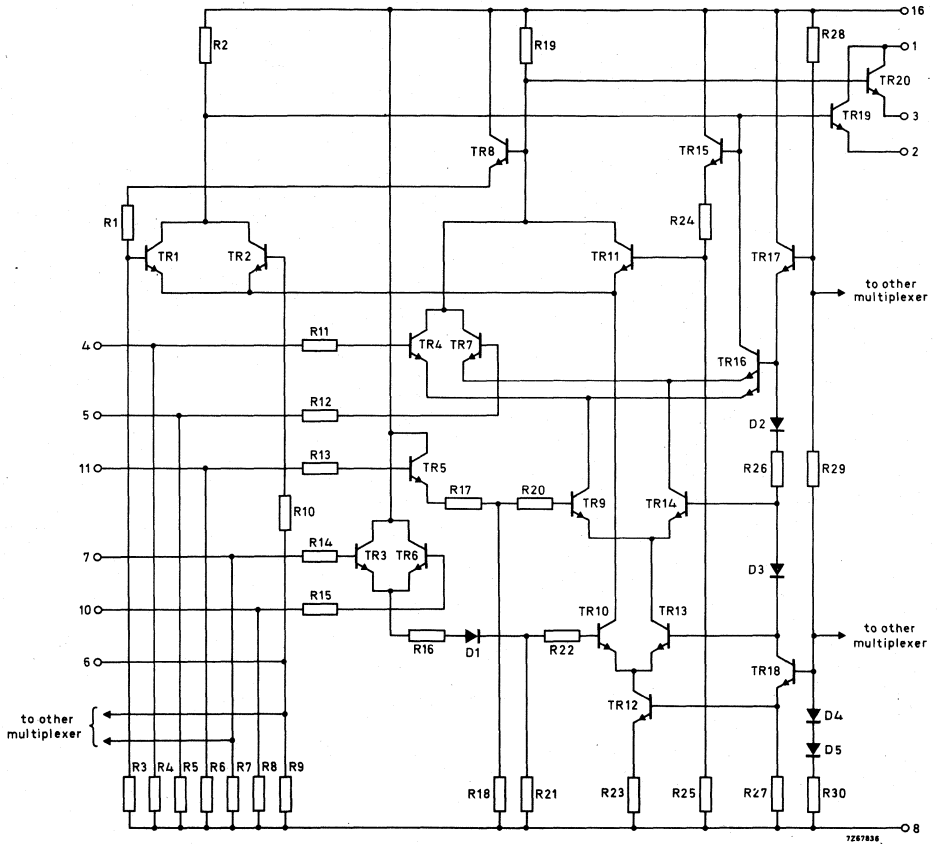 16
R2
R19
R28
1
TR20
3
TR19
2
TR8
TR15
R1
R24
TR1
TR2
TR11
TR17
to other
multiplexer
4
R11
TR4
TR7
TR16
5
R12
D2
11
R13
TR5
R26
R29
R10
R17
R20
TR9
TR14
7
R14
TR3
TR6
D3
10
R15
TR10
TR13
to other
multiplexer
R16
D1
R22
6
TR18
TR12
to other
multiplexer
D4
D5
R3
R4
R5
R6
R7
R8
R9
R18
R21
R23
R25
R27
R30
8
7Z67836